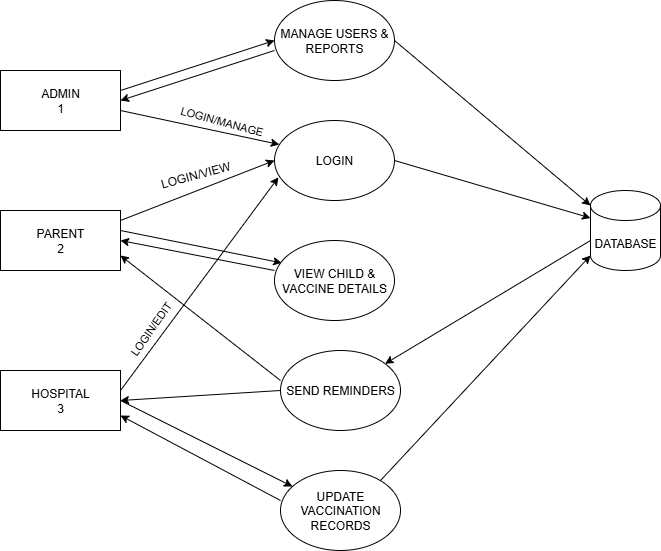 MANAGE USERS &
REPORTS
ADMIN
1
LOGIN/MANAGE
LOGIN
LOGIN/VIEW
PARENT
2
DATABASE
VIEW CHILD &
VACCINE DETAILS
LOGIN/EDIT
HOSPITAL
3
SEND REMINDERS
UPDATE
VACCINATION
RECORDS